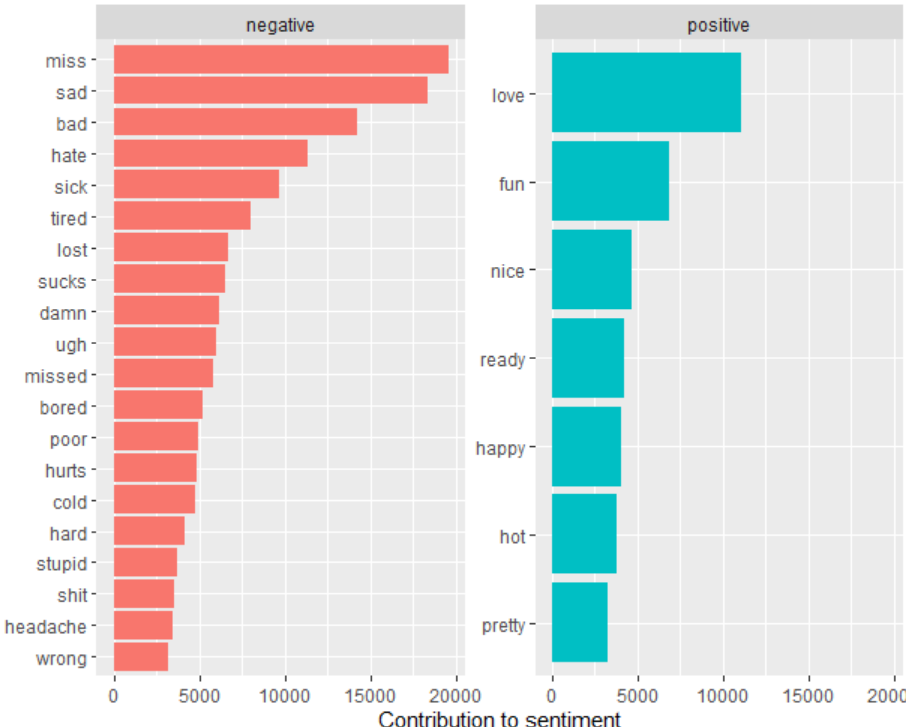 negative
miss
sad
bad
hate
sick
tired
lost
sucks
damn
ugh
missed
bored
poor
hurts
cold
hard
stupid
shit
headache
wrong
0 5000 10000 15000 20000
positive
love
fun
nice
ready
happy
hot
pretty
0 5000 10000 15000 2000
Contribution to sentiment